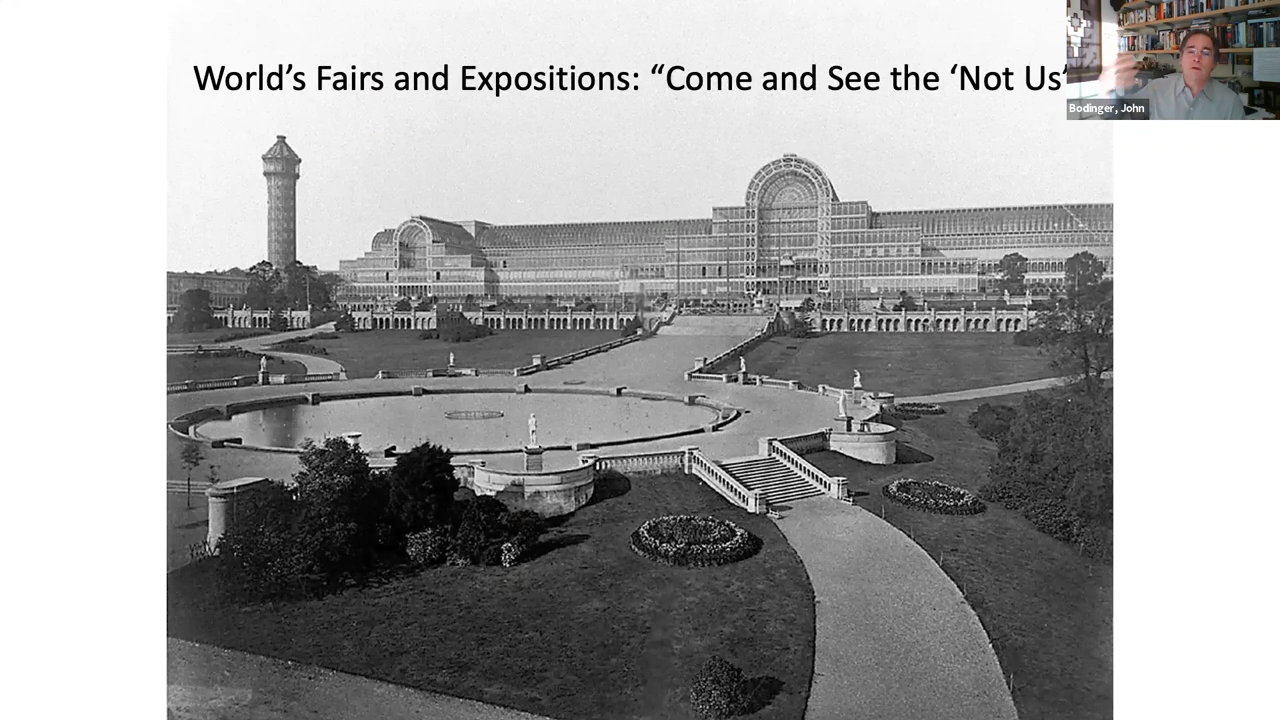 World’s Fairs and Expositions: “Come and See the ‘Not Us’
Bodinger, John